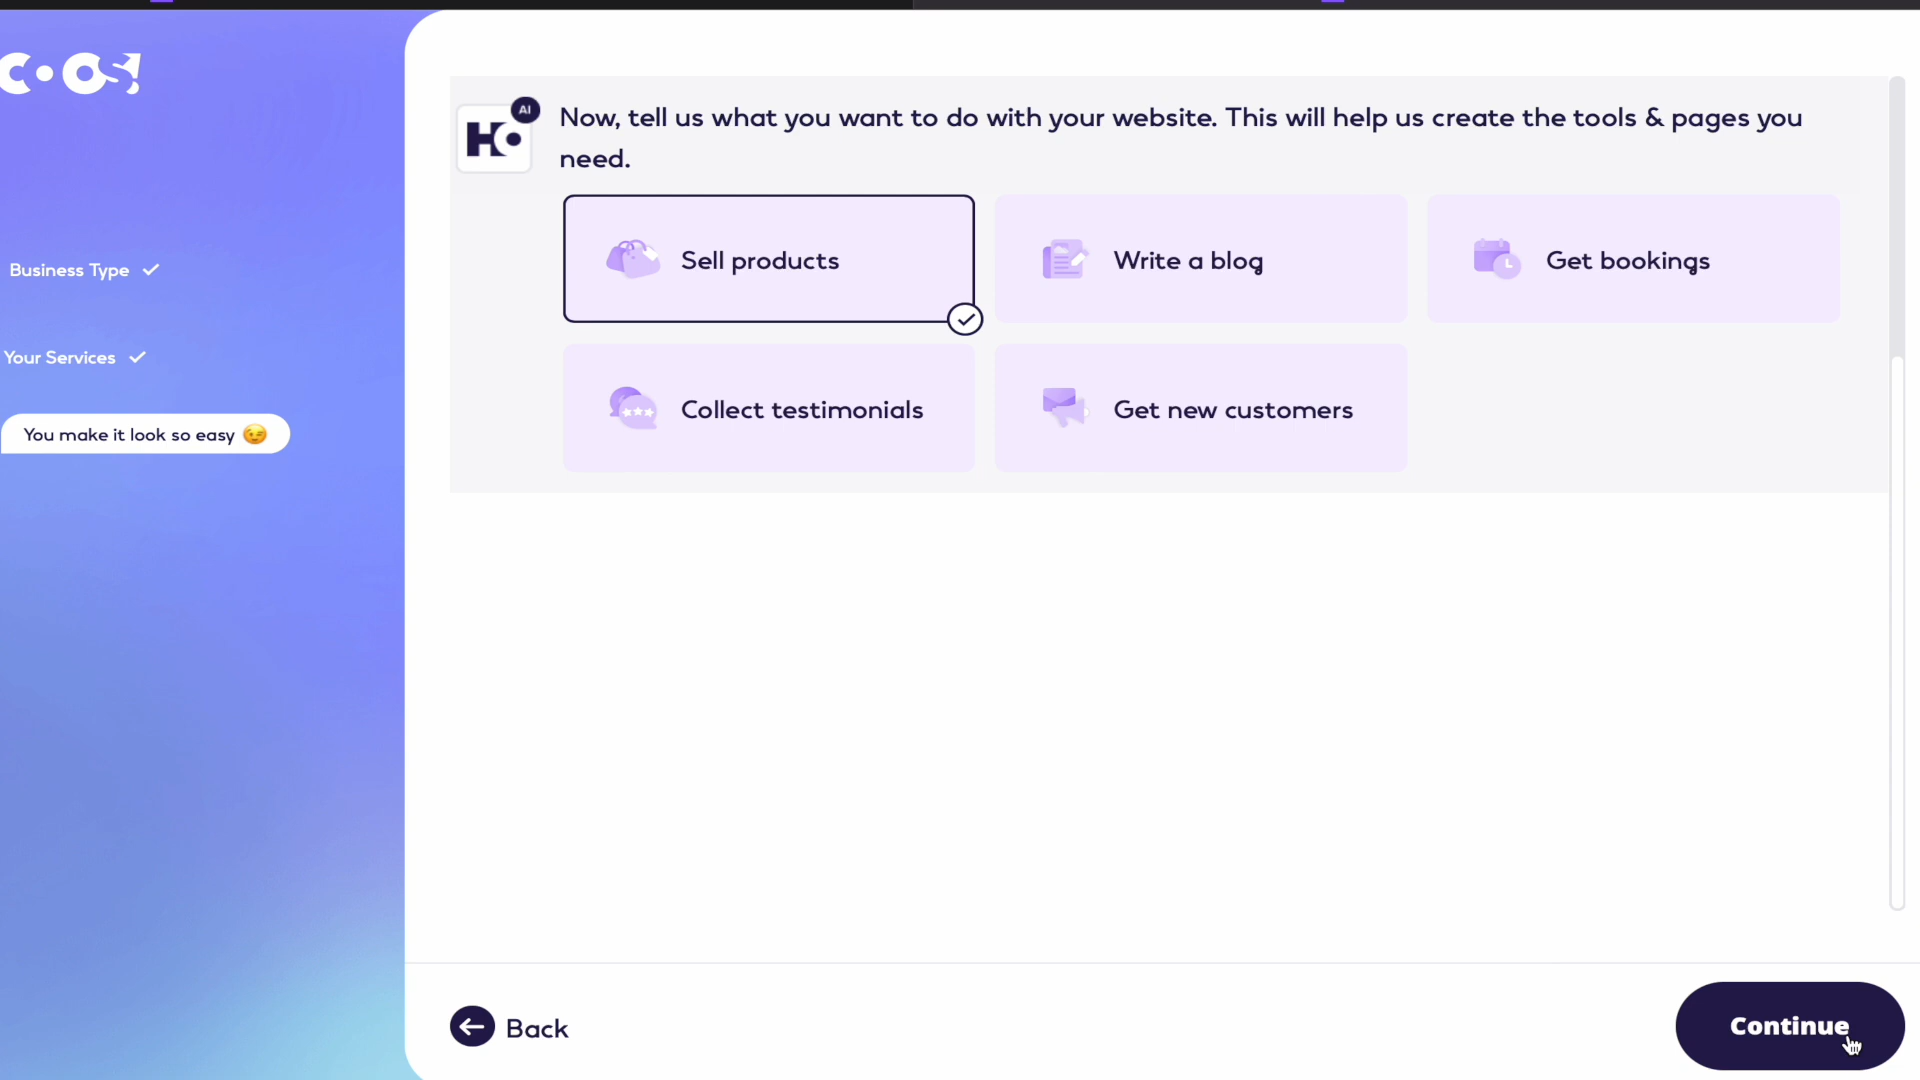 AI
Now, tell us what you want to do with your website. This will help us create the tools & pages you
need.
Sell products
Write a blog
Get bookings
Business Type
Your Services
Collect testimonials
Get new customers
You make it look so easy 😉
Back
Continue